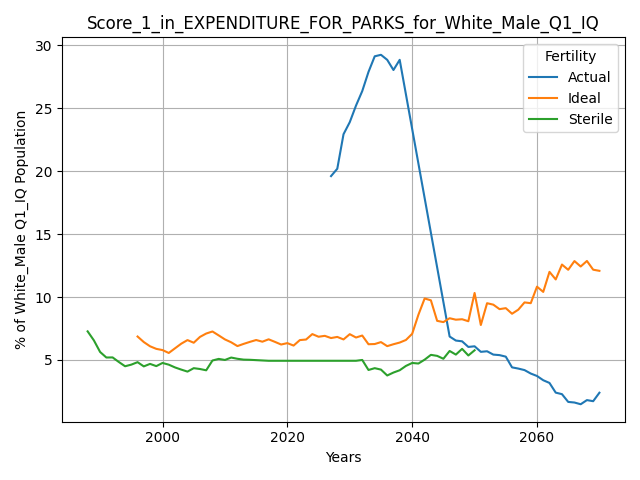 Score_1_in_EXPENDITURE_FOR_PARKS_for_White_Male_Q1_IQ
Fertility
Actual
Ideal
Sterile
% of White_Male Q1_IQ Population
30
25
20
15
10
5
2000
2020
2040
2060
Years